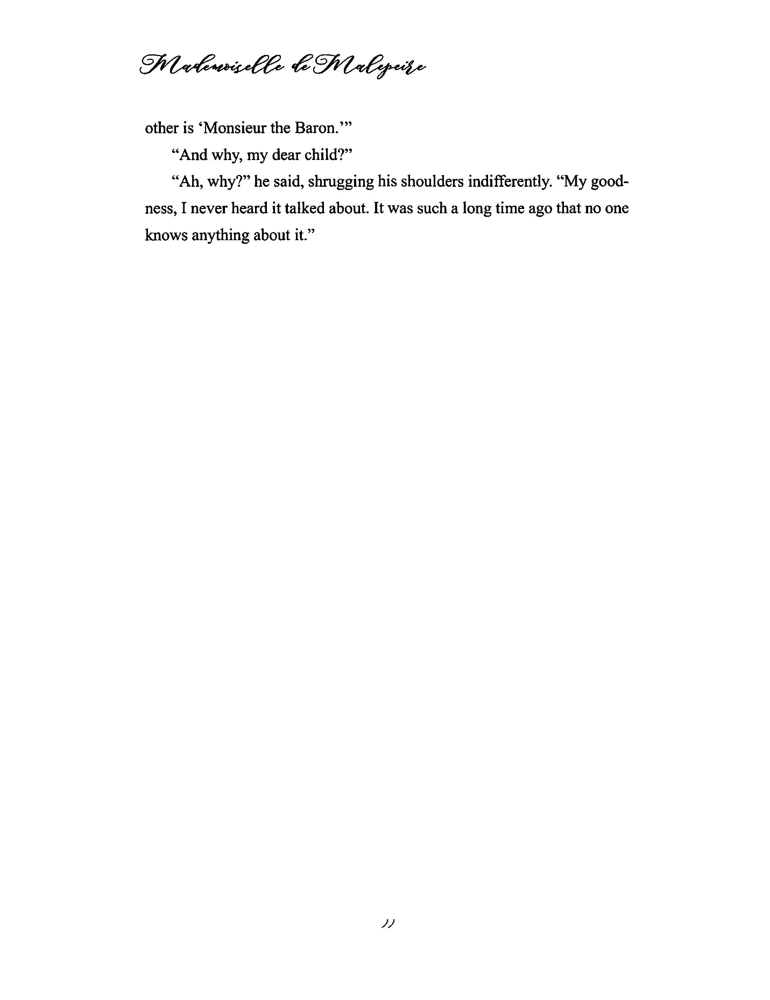 Mademoiselle de Malepeire
other is ‘Monsieur the Baron.’”
“And why, my dear child?”
“Ah, why?” he said, shrugging his shoulders indifferently. “My good-
ness, I never heard it talked about. It was such a long time ago that no one
knows anything about it.”
11